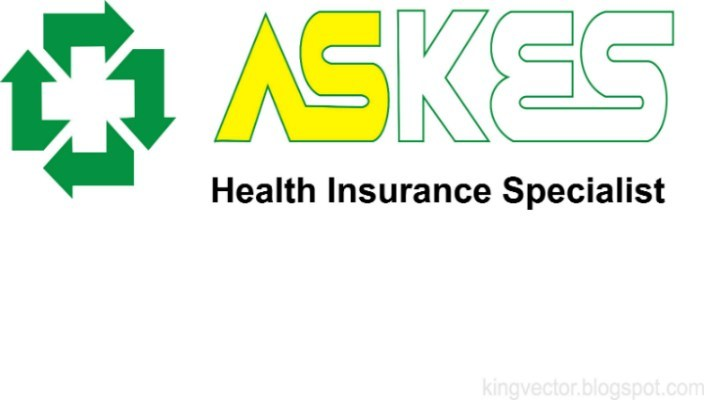 ASKES
Health Insurance Specialist
kingvector.blogspot.com